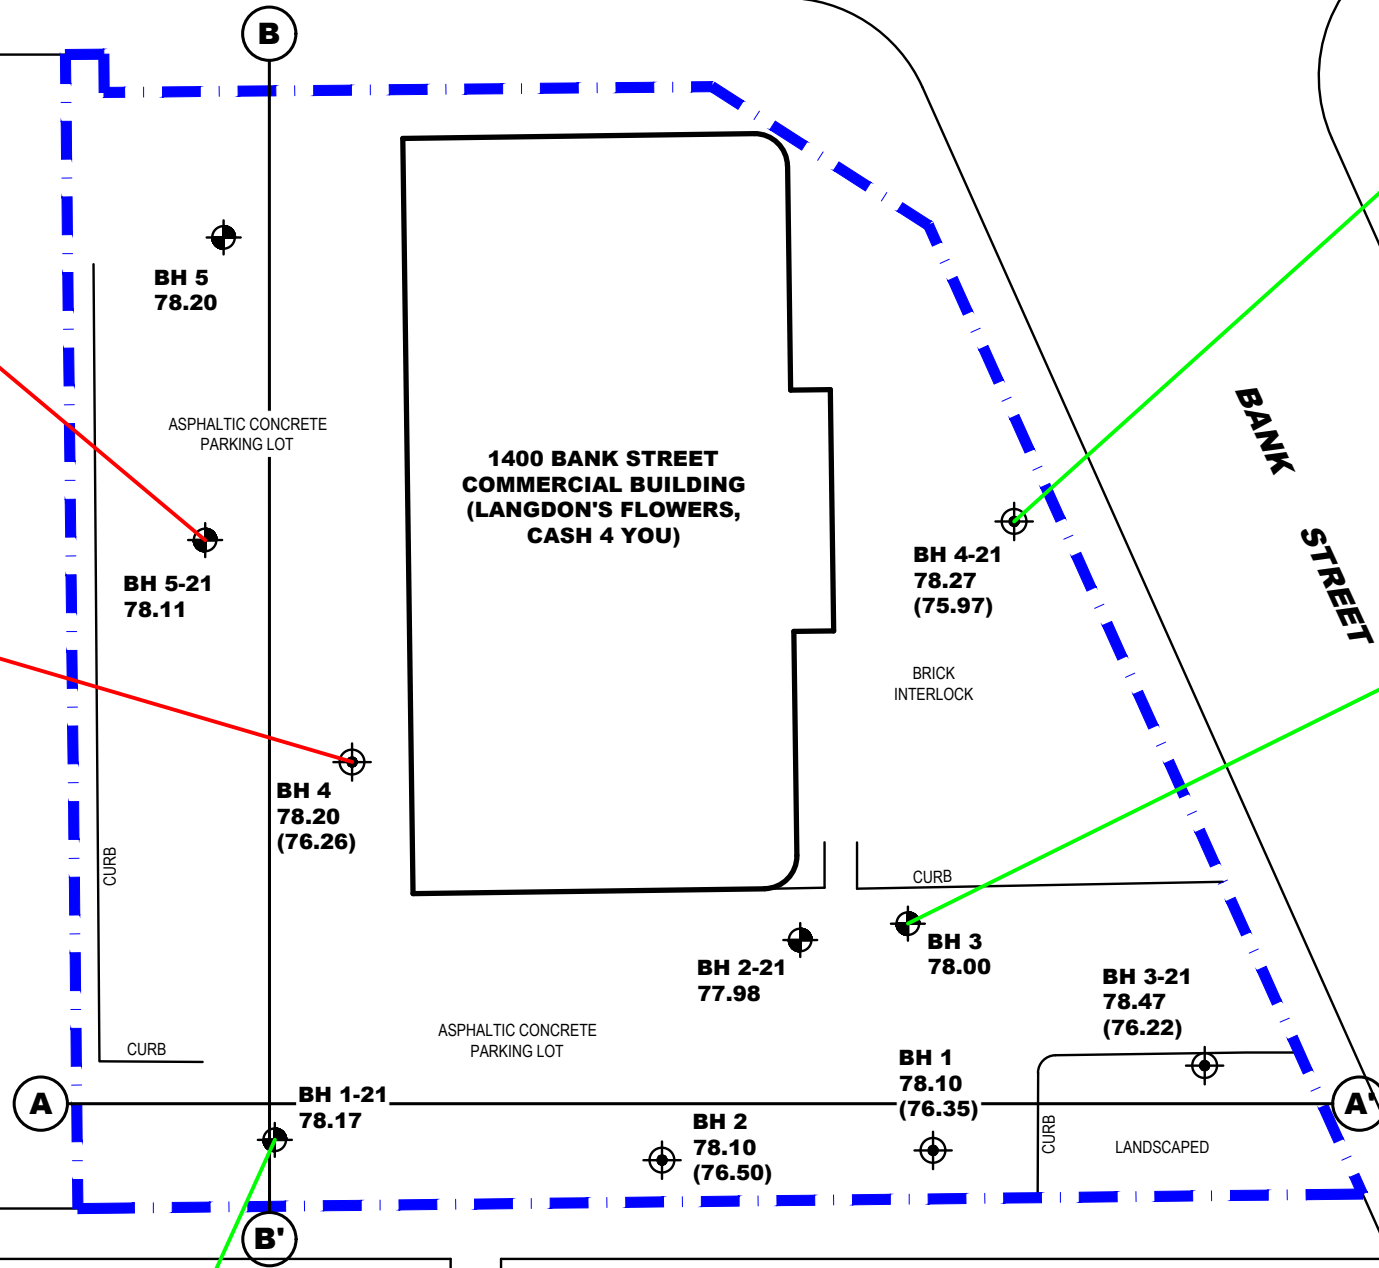 B
BH 5
78.20
ASPHALTIC CONCRETE
PARKING LOT
1400 BANK STREET
COMMERCIAL BUILDING
(LANGDON'S FLOWERS,
CASH 4 YOU)
BANK STREET
BH 5-21
78.11
BH 4-21
78.27
(75.97)
BRICK
INTERLOCK
BH 4
78.20
(76.26)
CURB
CURB
BH 2-21
77.98
BH 3
78.00
BH 3-21
78.47
(76.22)
ASPHALTIC CONCRETE
PARKING LOT
CURB
BH 1
78.10
(76.35)
A
BH 1-21
78.17
A'
BH 2
78.10
(76.50)
CURB
LANDSCAPED
B'